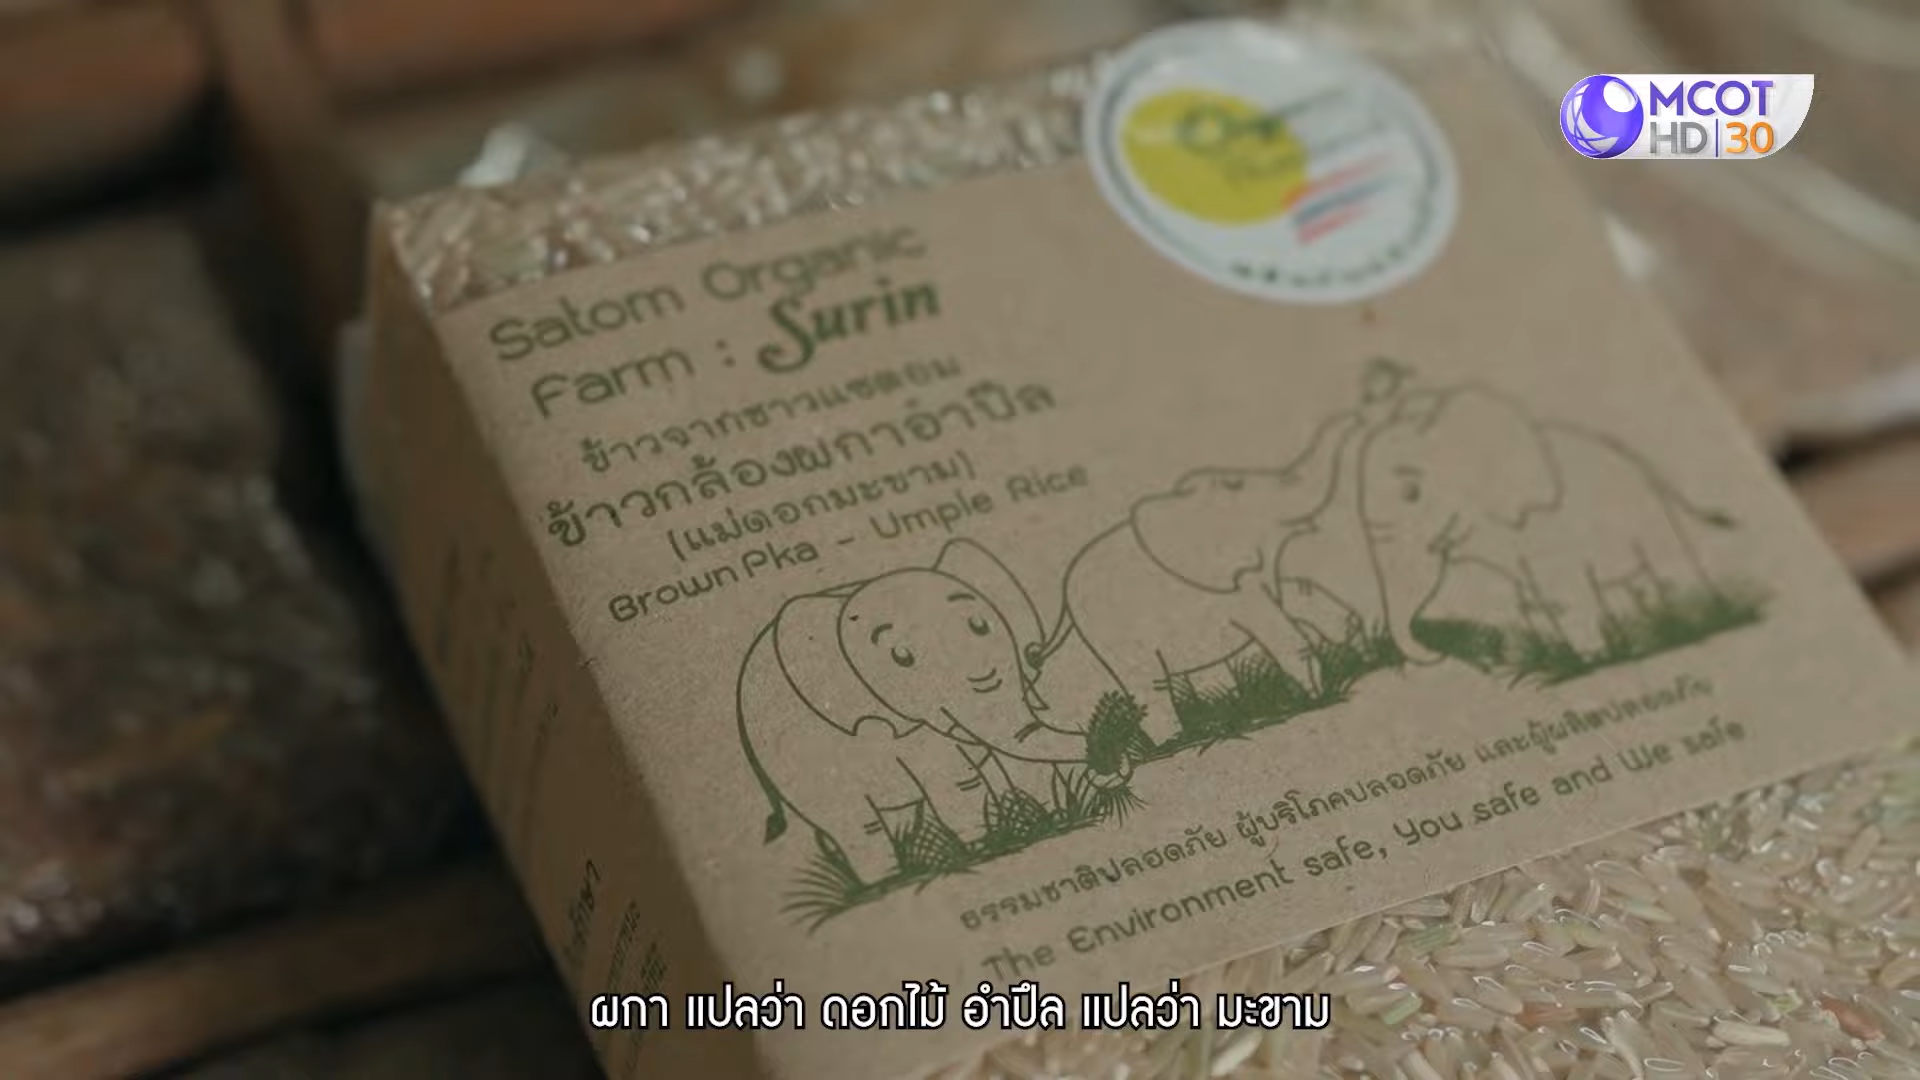 MCOT
HD 30
Satom Organic
Farm : Surin
ข้าวจากชาวแซตอม
ข้าวกล้องผกาอำปึล
(แม่ดอกมะขาม)
Brown Pka - Umple Rice
ธรรมชาติปลอดภัย ผู้บริโภคปลอดภัย และผู้ผลิตปลอดภัย
The Environment safe, You safe and We safe
ผกา แปลว่า ดอกไม้ อำปึล แปลว่า มะขาม